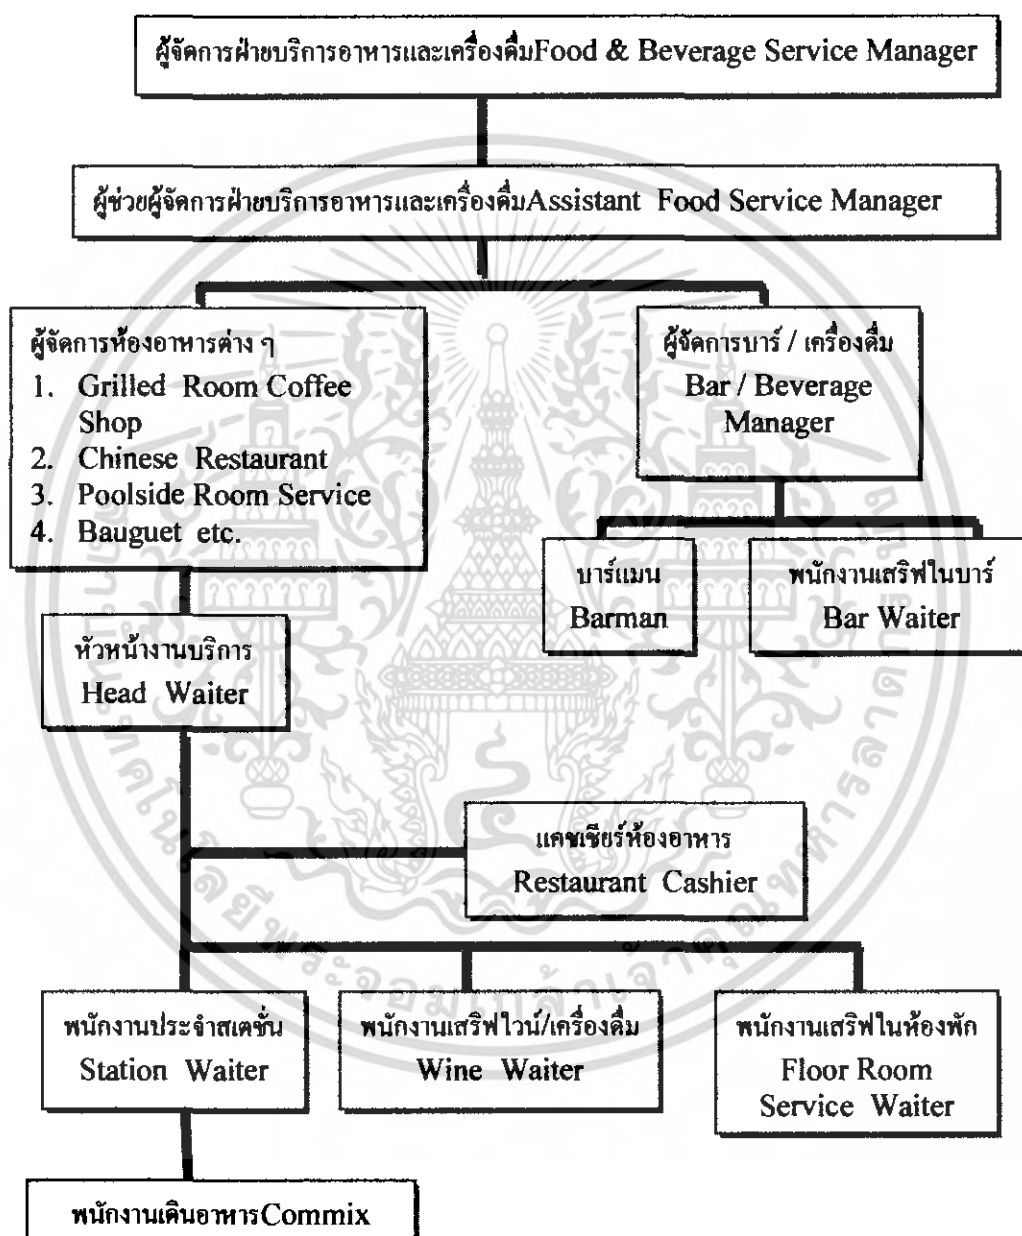 ผู้จัดการฝ่ายบริการอาหารและเครื่องดื่มFood & Beverage Service Manager
ผู้ช่วยผู้จัดการฝ่ายบริการอาหารและเครื่องดื่มAssistant Food Service Manager
ผู้จัดการห้องอาหารต่าง ๆ
1. Grilled Room Coffee
Shop
2. Chinese Restaurant
3. Poolside Room Service
4. Bauguet etc.
ผู้จัดการบาร์ / เครื่องดื่ม
Bar / Beverage
Manager
บาร์แมน
Barman
พนักงานเสริฟในบาร์
Bar Waiter
หัวหน้างานบริการ
Head Waiter
แคชเชียร์ห้องอาหาร
Restaurant Cashier
พนักงานประจำสเตชั่น
Station Waiter
พนักงานเสริฟไวน์/เครื่องดื่ม
Wine Waiter
พนักงานเสริฟในห้องพัก
Floor Room
Service Waiter
พนักงานเดินอาหารCommix